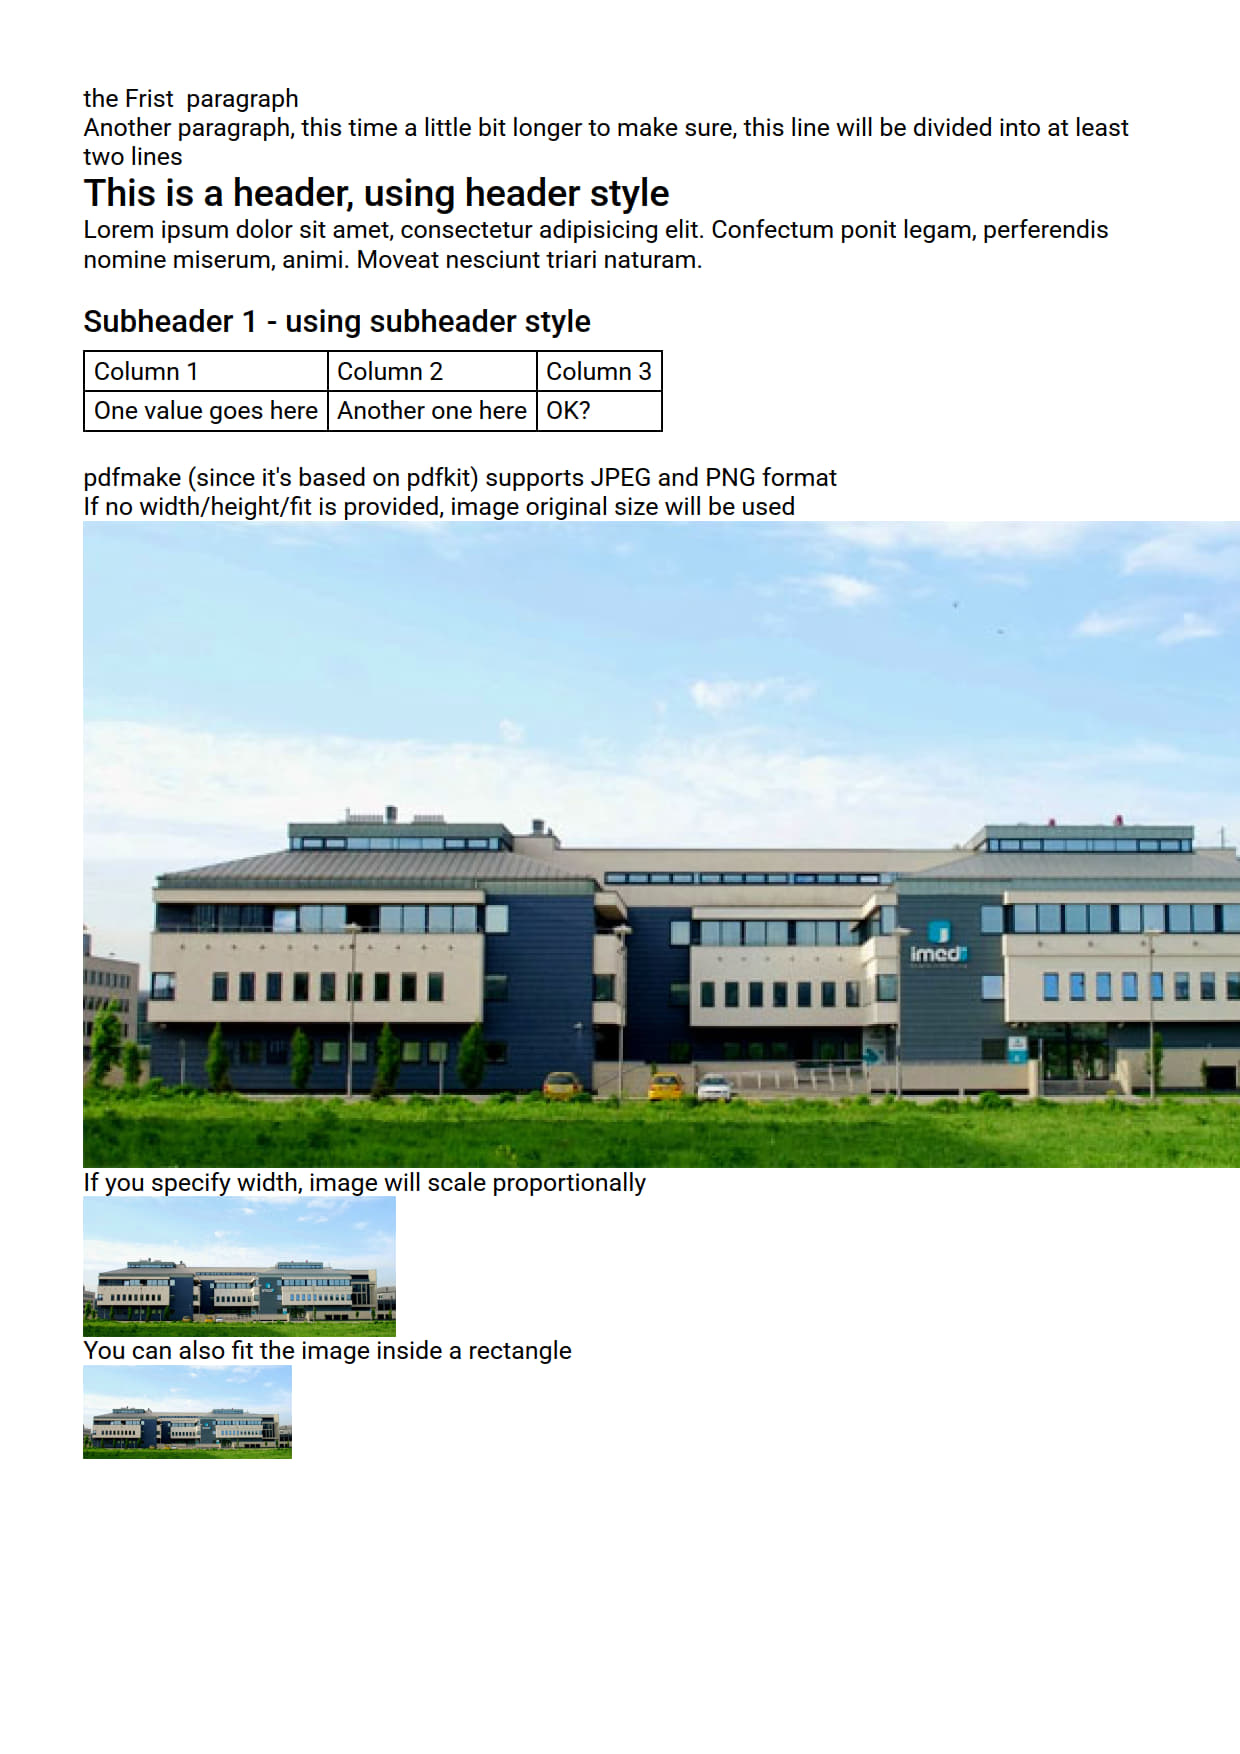 the Frist  paragraph
Another paragraph, this time a little bit longer to make sure, this line will be divided into at least
two lines
This is a header, using header style
Lorem ipsum dolor sit amet, consectetur adipisicing elit. Confectum ponit legam, perferendis
nomine miserum, animi. Moveat nesciunt triari naturam.
Subheader 1 - using subheader style
Column 1 Column 2 Column 3
One value goes here Another one here OK?
pdfmake (since it's based on pdfkit) supports JPEG and PNG format
If no width/height/fit is provided, image original size will be used
imedi
If you specify width, image will scale proportionally
You can also fit the image inside a rectangle